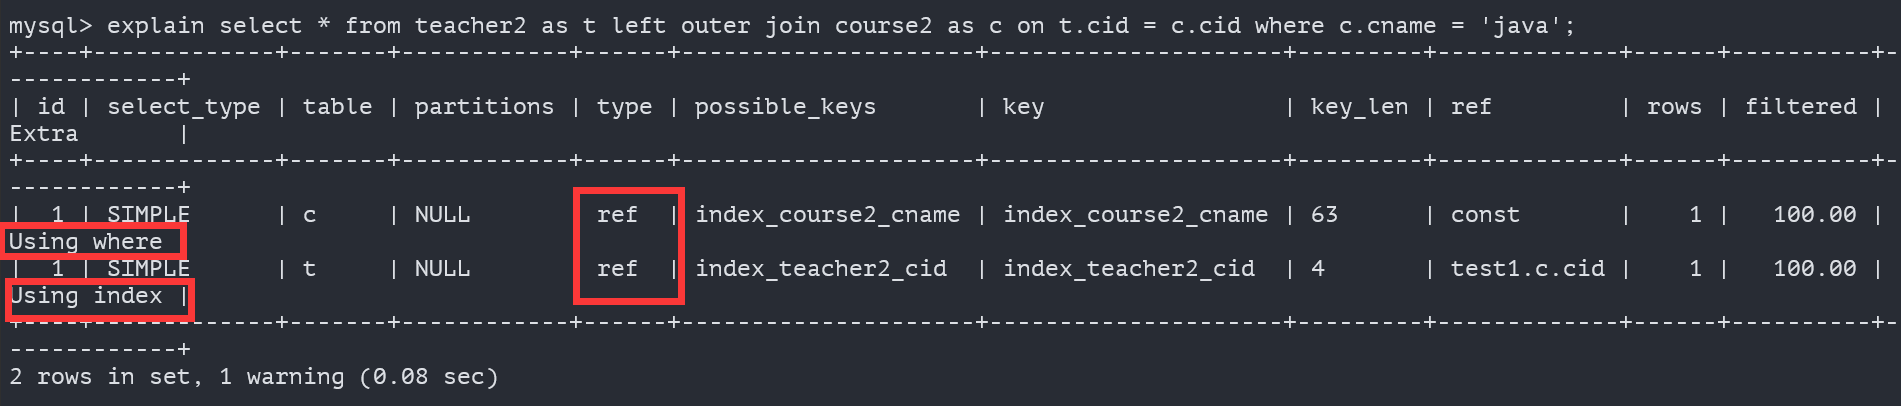 mysql> explain select * from teacher2 as t left outer join course2 as c on t.cid = c.cid where c.cname = 'java';
+----+-------------+-------+------------+------+---------------------+---------------------+---------+-------------+------+----------+-
------------+
| id | select_type | table | partitions | type | possible_keys       | key                 | key_len | ref         | rows | filtered |
Extra       |
+----+-------------+-------+------------+------+---------------------+---------------------+---------+-------------+------+----------+-
------------+
|  1 | SIMPLE      | c     | NULL         ref  | index_course2_cname | index_course2_cname | 63      | const       |    1 |   100.00 |
Using where
|  1 | SIMPLE      | t     | NULL         ref  | index_teacher2_cid  | index_teacher2_cid  | 4       | test1.c.cid |    1 |   100.00 |
Using index |
+----+-------------+-------+------------+------+---------------------+---------------------+---------+-------------+------+----------+-
------------+
2 rows in set, 1 warning (0.08 sec)